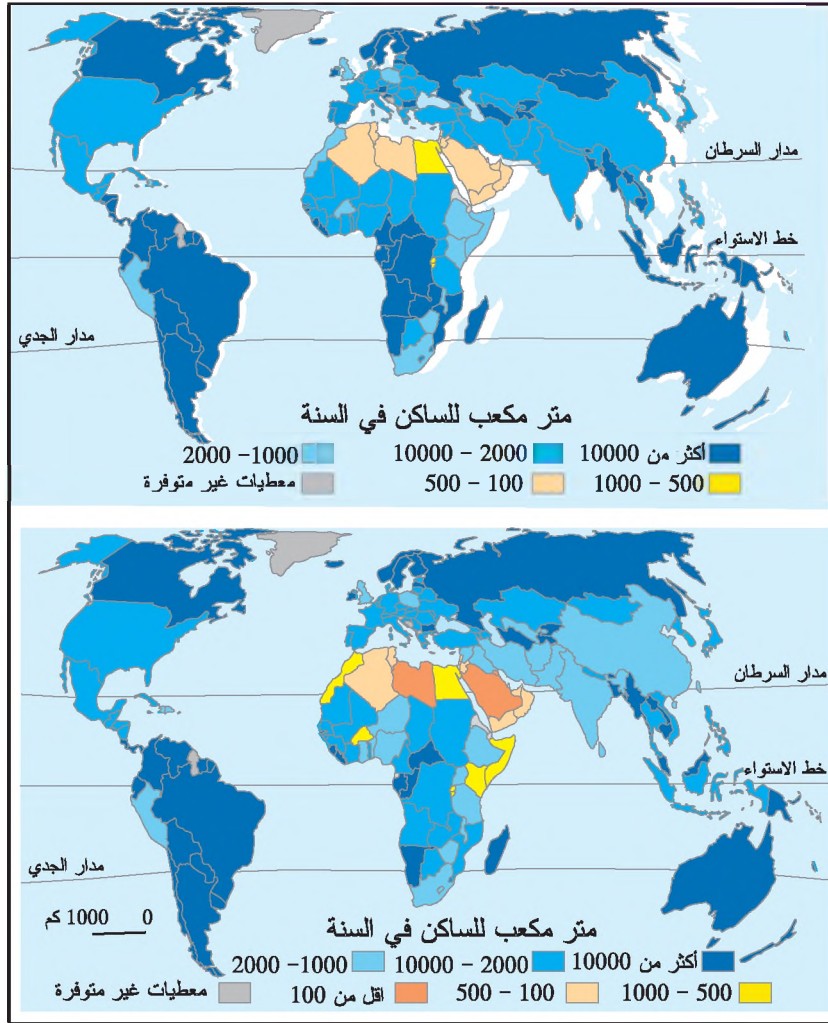 مدار السرطان
خط الاستواء
مدار الجدي
متر مكعب للساكن في السنة
أكثر من 10000
2000 - 10000
1000 - 2000
500 - 1000
100 - 500
معطيات غير متوفرة
مدار السرطان
خط الاستواء
مدار الجدي
0 1000 كم
متر مكعب للساكن في السنة
أكثر من 10000
2000 - 10000
1000 - 2000
500 - 1000
100 - 500
اقل من 100
معطيات غير متوفرة